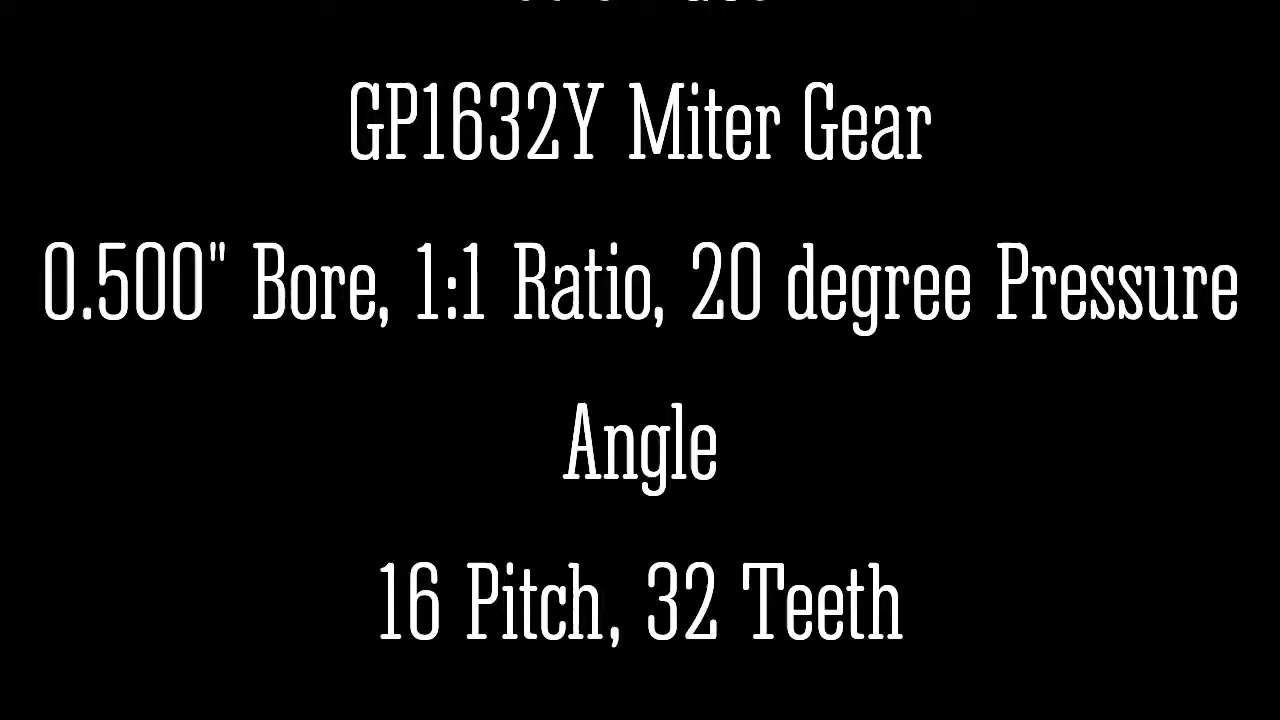 GP1632Y Miter Gear
0.500" Bore, 1:1 Ratio, 20 degree Pressure
Angle
16 Pitch, 32 Teeth